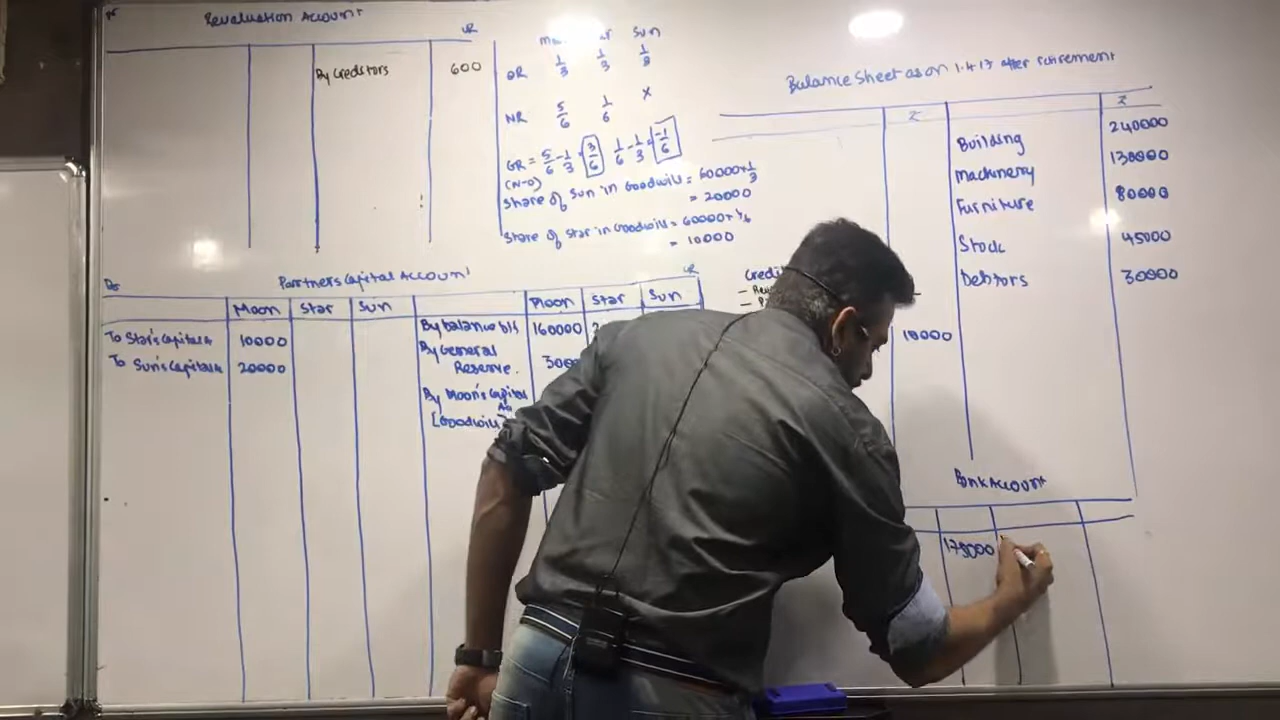 Revaluation Account
CR
By Creditors 600
Sun
OR 1/3 1/3 1/3
NR 5/6 1/6 X
GR = 5/6 - 1/3 = 3/6 1/6 - 1/3 = -1/6
(N-O)
Share of Sun in Goodwill = 60000 x 1/3
= 20000
Share of Star in Goodwill = 60000 x 1/6
= 10000
Partners Capital Account
Dr CR
Moon Star Sun Moon Star Sun
To Star's Capital A 10000 By balance b/s 160000
To Sun's Capital A 20000 By General
Reserve. 3000
By Moon's Capital
[Goodwill]
Balance Sheet as on 1.4.17 after retirement
₹ ₹
Building 240000
Machinery 130000
Furniture 80000
Stock 45000
Debtors 30000
10000
Bank Account
175000